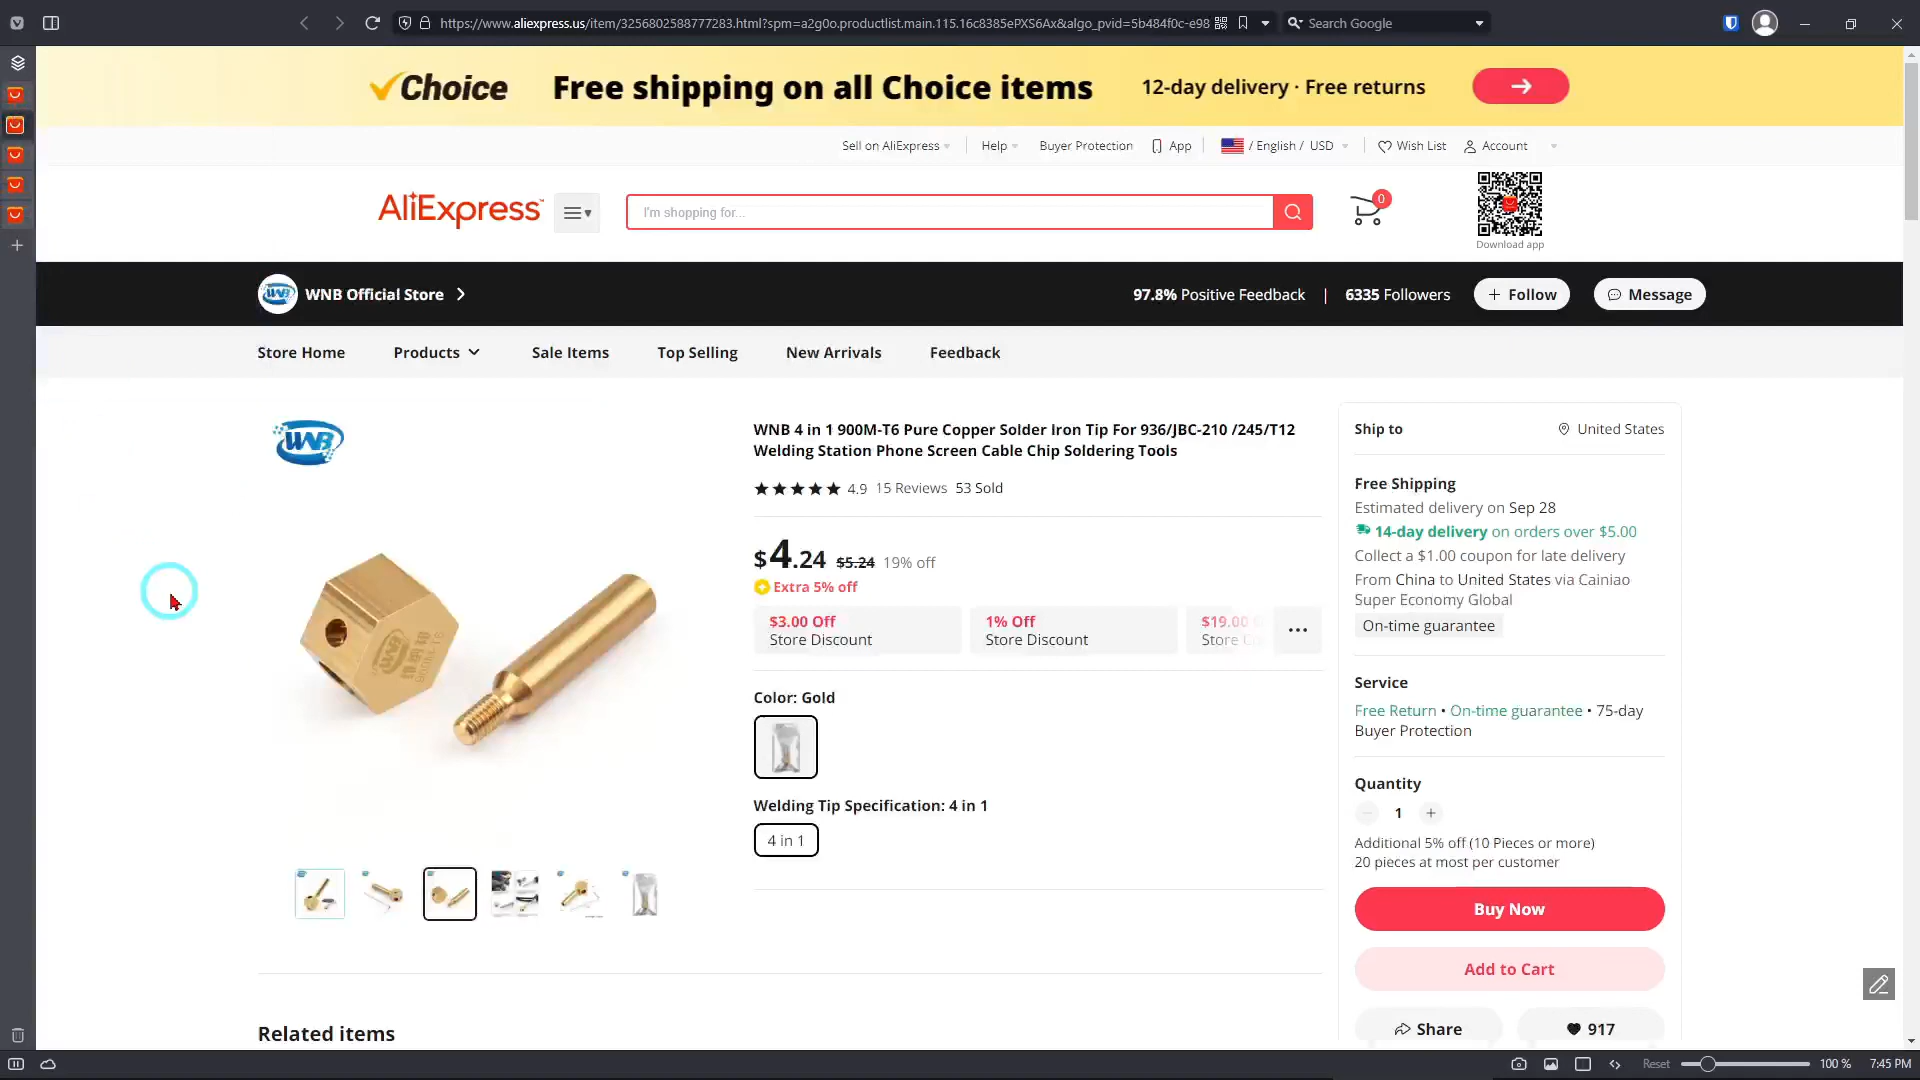 https://www.aliexpress.us/item/3256802588777283.html?spm=a2g0o.productlist.main.115.16c8385ePXS6Ax&algo_pvid=5b484f0c-e98
Search Google
Choice
Free shipping on all Choice items
12-day delivery · Free returns
Sell on AliExpress
Help
Buyer Protection
App
/ English / USD
Wish List
Account
AliExpress
I'm shopping for...
0
Download app
WNB
WNB Official Store
97.8% Positive Feedback | 6335 Followers
+ Follow
Message
Store Home
Products
Sale Items
Top Selling
New Arrivals
Feedback
WNB
WNB 4 in 1 900M-T6 Pure Copper Solder Iron Tip For 936/JBC-210 /245/T12
Welding Station Phone Screen Cable Chip Soldering Tools
4.9 15 Reviews 53 Sold
$4.24 $5.24 19% off
Extra 5% off
$3.00 Off
Store Discount
1% Off
Store Discount
$19.00
Store
Color: Gold
Welding Tip Specification: 4 in 1
4 in 1
Related items
Ship to
United States
Free Shipping
Estimated delivery on Sep 28
14-day delivery on orders over $5.00
Collect a $1.00 coupon for late delivery
From China to United States via Cainiao
Super Economy Global
On-time guarantee
Service
Free Return • On-time guarantee • 75-day
Buyer Protection
Quantity
1
Additional 5% off (10 Pieces or more)
20 pieces at most per customer
Buy Now
Add to Cart
Share
917
Reset
100 %
7:45 PM